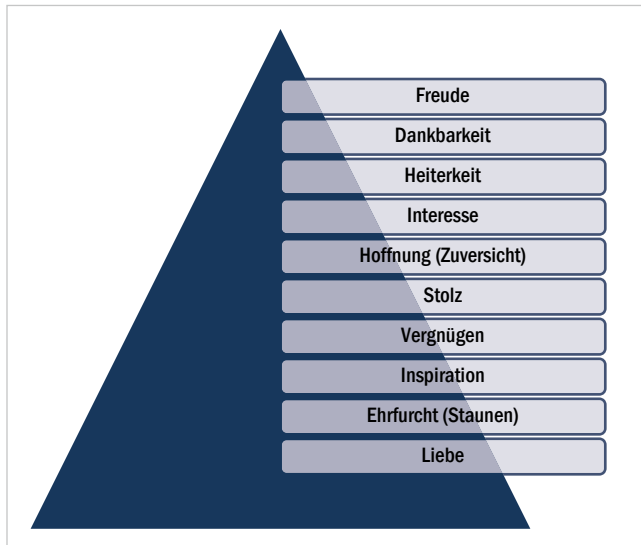 Freude
Dankbarkeit
Heiterkeit
Interesse
Hoffnung (Zuversicht)
Stolz
Vergnügen
Inspiration
Ehrfurcht (Staunen)
Liebe